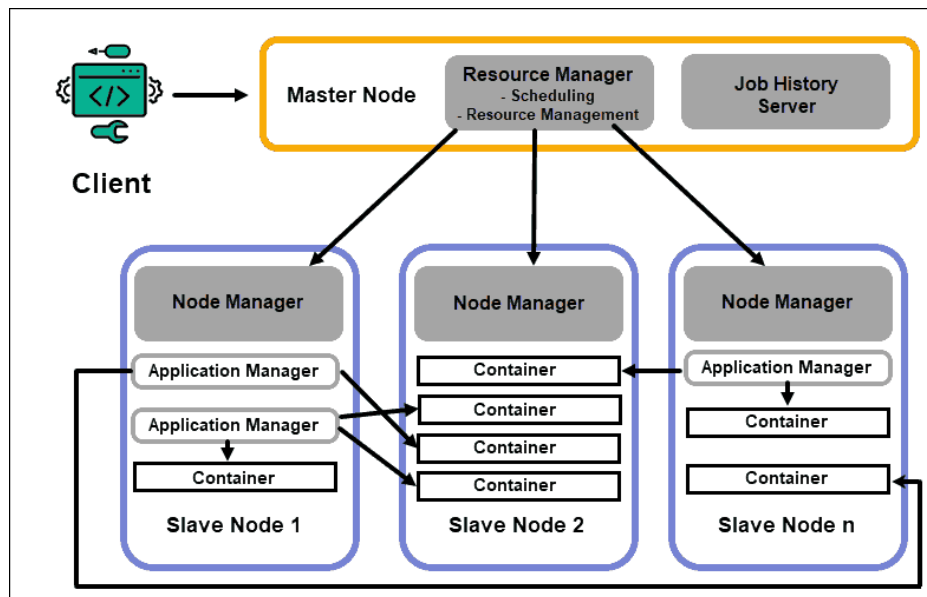 Client
Master Node
Resource Manager
- Scheduling
- Resource Management
Job History
Server
Node Manager
Application Manager
Application Manager
Container
Slave Node 1
Node Manager
Container
Container
Container
Container
Slave Node 2
Node Manager
Application Manager
Container
Container
Slave Node n